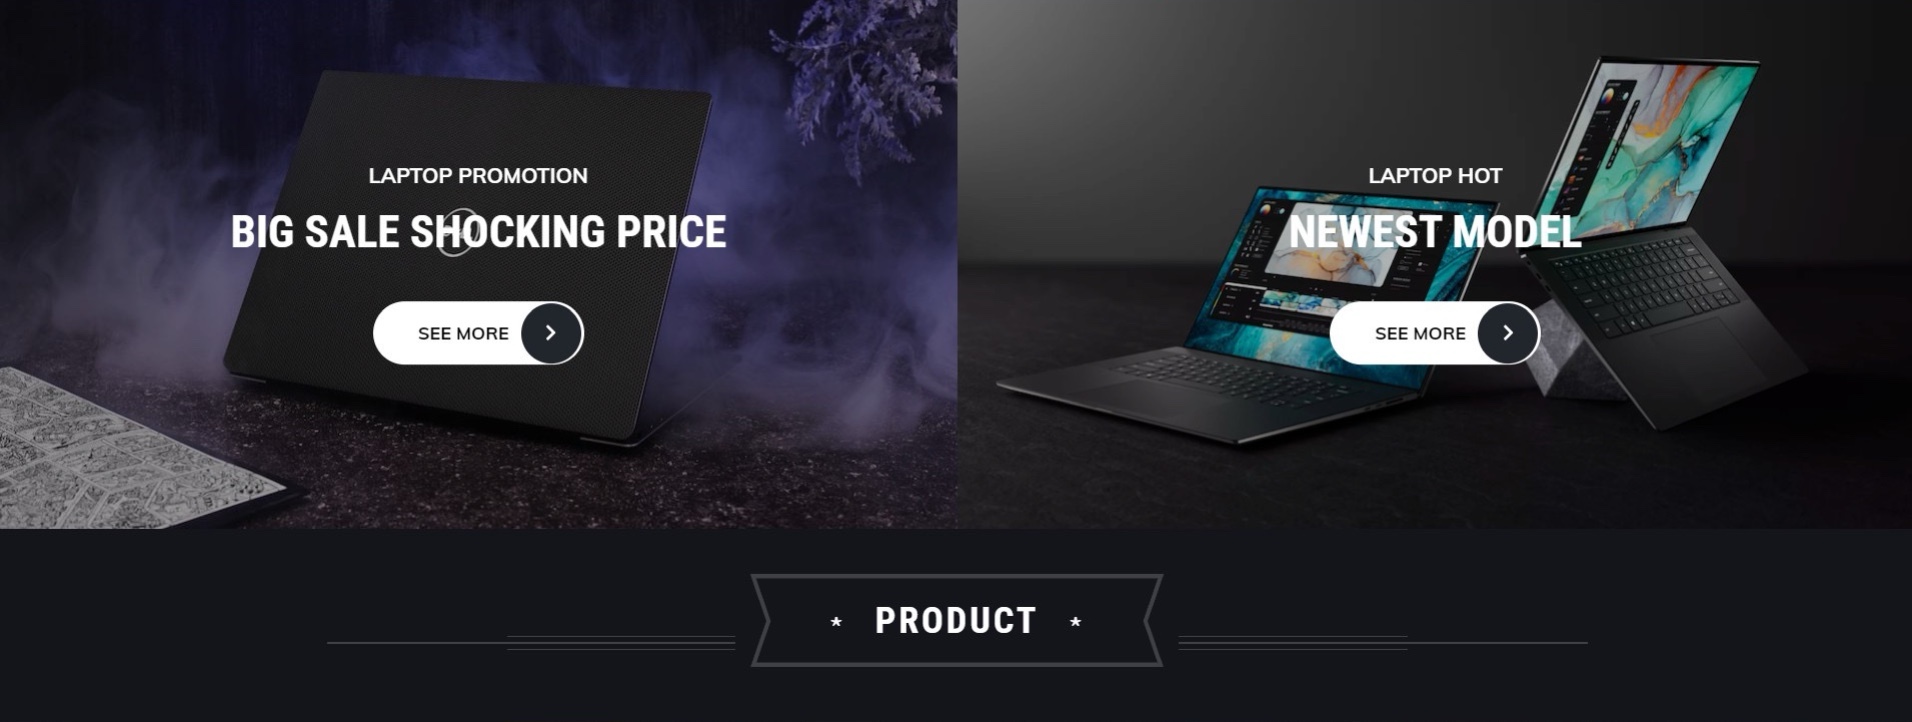 LAPTOP PROMOTION
BIG SALE SHOCKING PRICE
SEE MORE
LAPTOP HOT
NEWEST MODEL
SEE MORE
* PRODUCT *